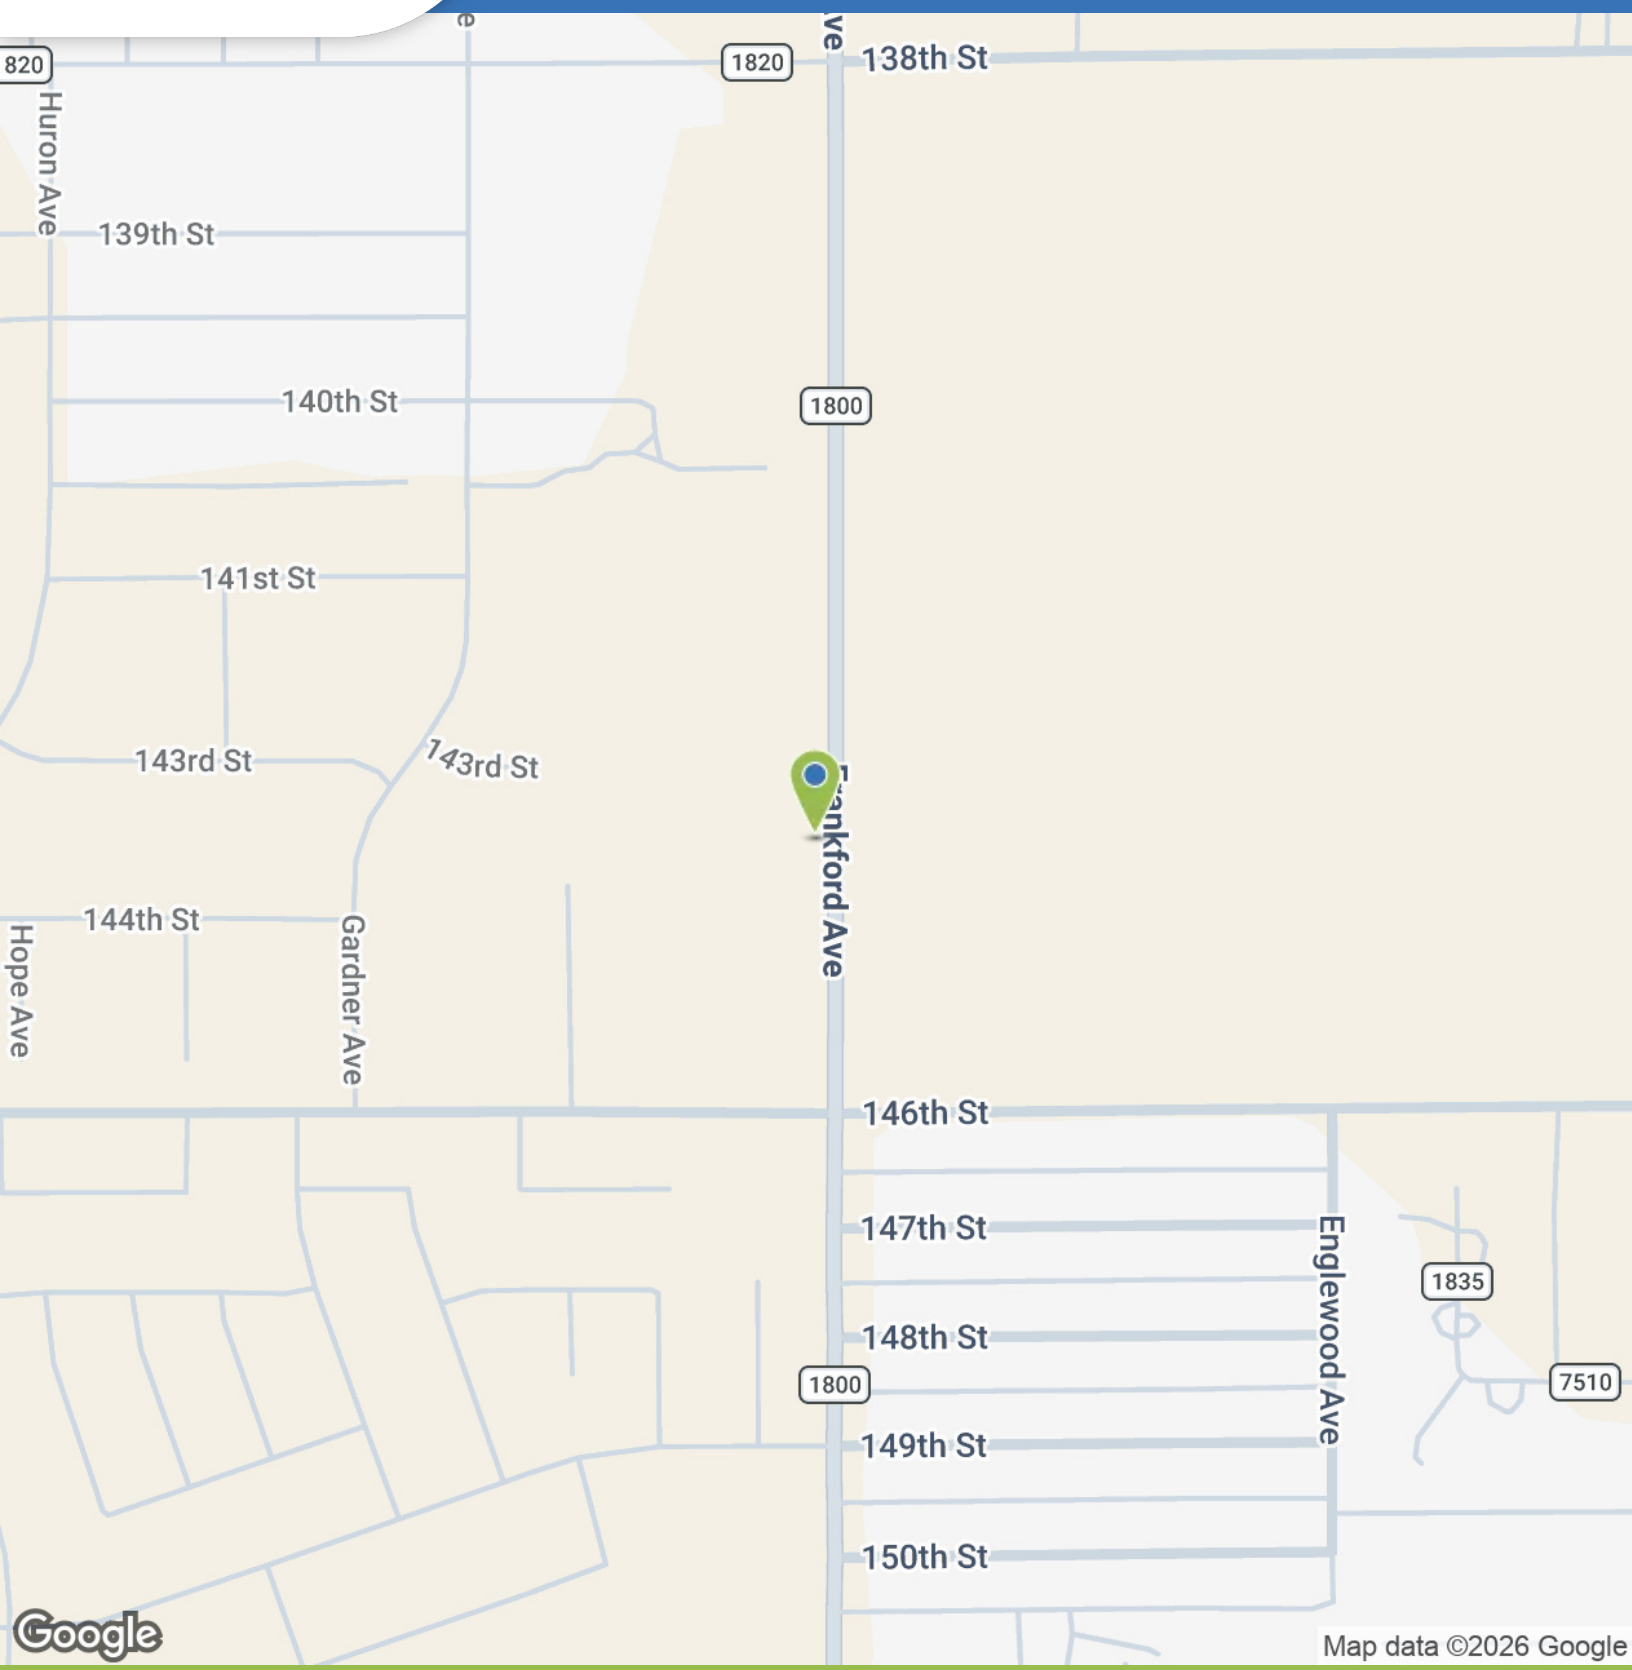 138th St
1820
820
Huron Ave
139th St
140th St
1800
141st St
143rd St
143rd St
Frankford Ave
144th St
Hope Ave
Gardner Ave
146th St
147th St
Englewood Ave
1835
148th St
1800
7510
149th St
150th St
Google
Map data ©2026 Google